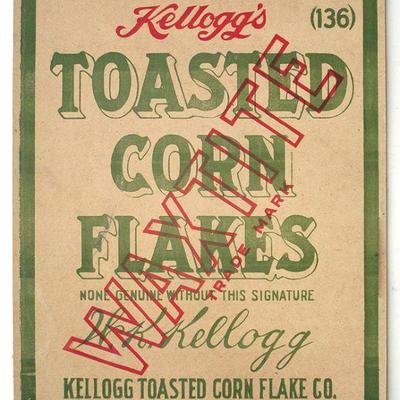 Kellogg's
(136)
TOASTED
CORN
FLAKES
WAXTITE
TRADE MARK
NONE GENUINE WITHOUT THIS SIGNATURE
W.K. Kellogg
KELLOGG TOASTED CORN FLAKE CO.